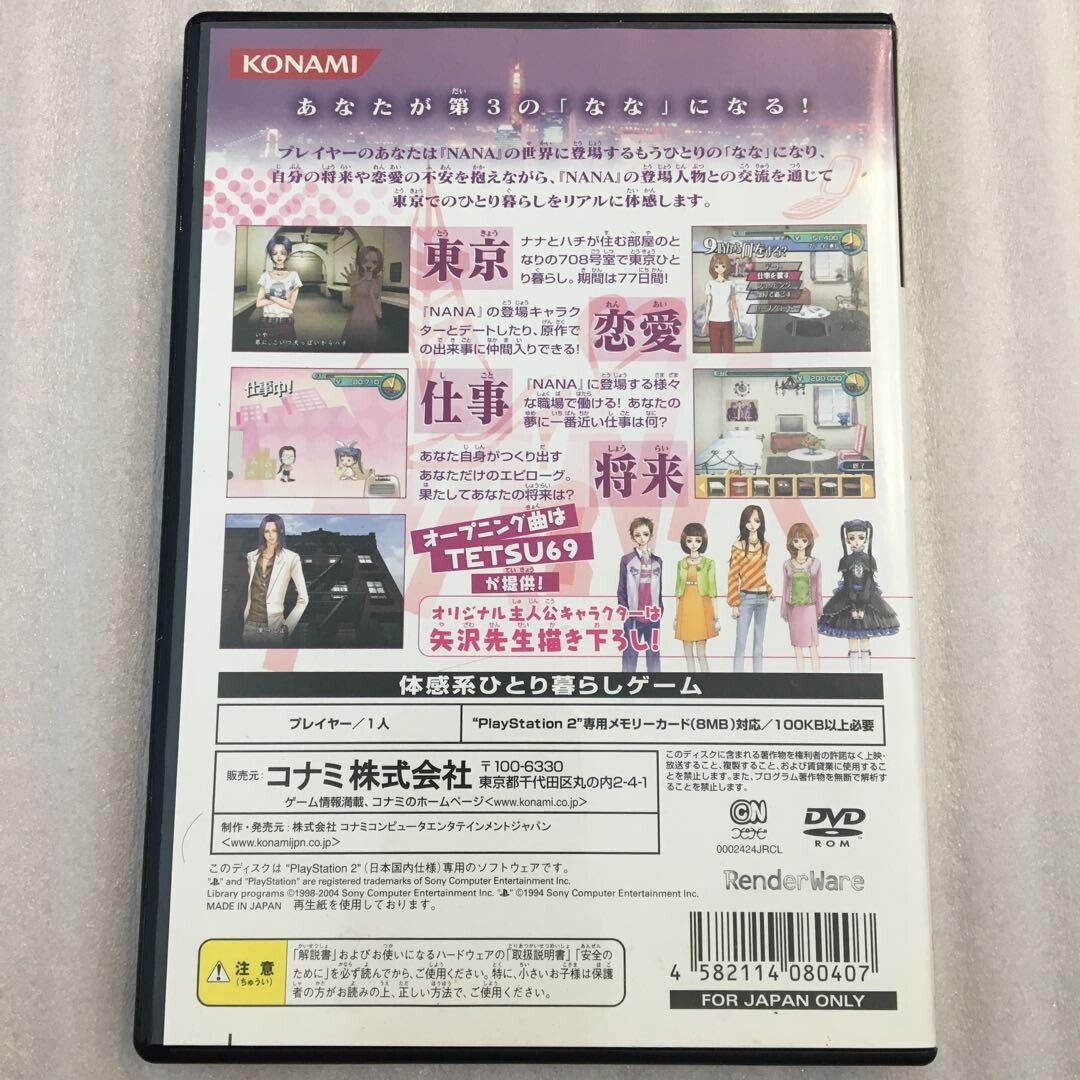 KONAMI
あなたが第3の「なな」になる!
プレイヤーのあなたは『NANA』の世界に登場するもうひとりの「なな」になり、
自分の将来や恋愛の不安を抱えながら、『NANA』の登場人物との交流を通じて
東京でのひとり暮らしをリアルに体感します。
東京
ナナとハチが住む部屋のと
なりの708号室で東京ひと
り暮らし。期間は77日間!
9時から何をする?
仕事を探す
『NANA』の登場キャラク
ターとデートしたり、原作で
の出来事に仲間入りできる!
恋愛
仕事中!
80,710
仕事
『NANA』に登場する様々
な職場で働ける! あなたの
夢に一番近い仕事は何?
200,000
終了
あなた自身がつくり出す
あなただけのエピローグ。
果たしてあなたの将来は?
将来
オープニング曲は
TETSU69
が提供!
オリジナル主人公キャラクターは
矢沢先生描き下ろし!
体感系ひとり暮らしゲーム
プレイヤー/1人
“PlayStation 2”専用メモリーカード(8MB)対応/100KB以上必要
販売元:コナミ株式会社 〒100-6330
東京都千代田区丸の内2-4-1
ゲーム情報満載、コナミのホームページ<www.konami.co.jp>
制作・発売元:株式会社 コナミコンピュータエンタテインメントジャパン
<www.konamijpn.co.jp>
このディスクに含まれる著作物を権利者の許諾なく上映・
放送すること、複製すること、および賃貸業に使用するこ
とを禁止します。また、プログラム著作物を無断で解析す
ることを禁止します。
0002424JRCL
DVD
ROM
RenderWare
このディスクは “PlayStation 2” (日本国内仕様) 専用のソフトウェアです。
" " and "PlayStation" are registered trademarks of Sony Computer Entertainment Inc.
Library programs ©1998-2004 Sony Computer Entertainment Inc. " " ©1994 Sony Computer Entertainment Inc.
MADE IN JAPAN 再生紙を使用しております。
注意
(ちゅうい)
「解説書」およびお使いになるハードウェアの「取扱説明書」「安全の
ために」を必ず読んでから、ご使用ください。特に、小さいお子様は保護
者の方がお読みの上、正しい方法で、ご使用ください。
4 582114 080407
FOR JAPAN ONLY